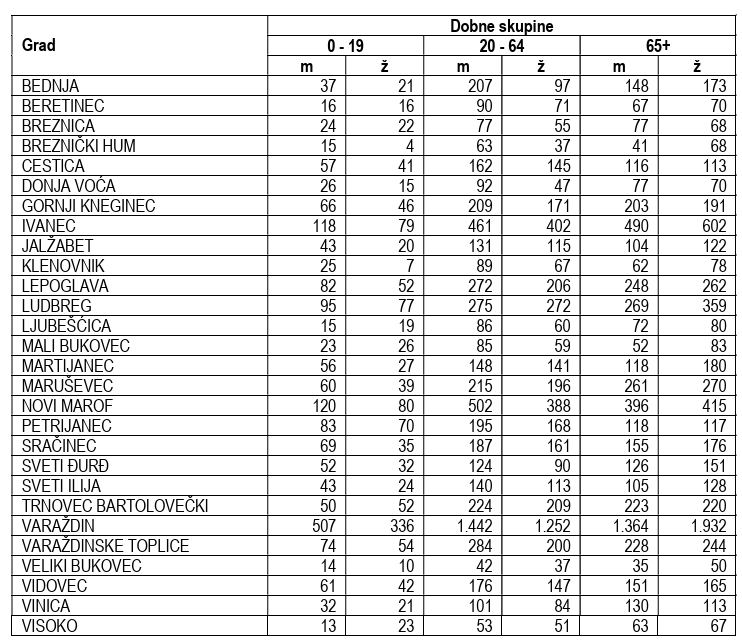 Grad Dobne skupine
0 - 19 20 - 64 65+
m ž m ž m ž
BEDNJA 37 21 207 97 148 173
BERETINEC 16 16 90 71 67 70
BREZNICA 24 22 77 55 77 68
BREZNIČKI HUM 15 4 63 37 41 68
CESTICA 57 41 162 145 116 113
DONJA VOĆA 26 15 92 47 77 70
GORNJI KNEGINEC 66 46 209 171 203 191
IVANEC 118 79 461 402 490 602
JALŽABET 43 20 131 115 104 122
KLENOVNIK 25 7 89 67 62 78
LEPOGLAVA 82 52 272 206 248 262
LUDBREG 95 77 275 272 269 359
LJUBEŠĆICA 15 19 86 60 72 80
MALI BUKOVEC 23 26 85 59 52 83
MARTIJANEC 56 27 148 141 118 180
MARUŠEVEC 60 39 215 196 261 270
NOVI MAROF 120 80 502 388 396 415
PETRIJANEC 83 70 195 168 118 117
SRAČINEC 69 35 187 161 155 176
SVETI ĐURĐ 52 32 124 90 126 151
SVETI ILIJA 43 24 140 113 105 128
TRNOVEC BARTOLOVEČKI 50 52 224 209 223 220
VARAŽDIN 507 336 1.442 1.252 1.364 1.932
VARAŽDINSKE TOPLICE 74 54 284 200 228 244
VELIKI BUKOVEC 14 10 42 37 35 50
VIDOVEC 61 42 176 147 151 165
VINICA 32 21 101 84 130 113
VISOKO 13 23 53 51 63 67